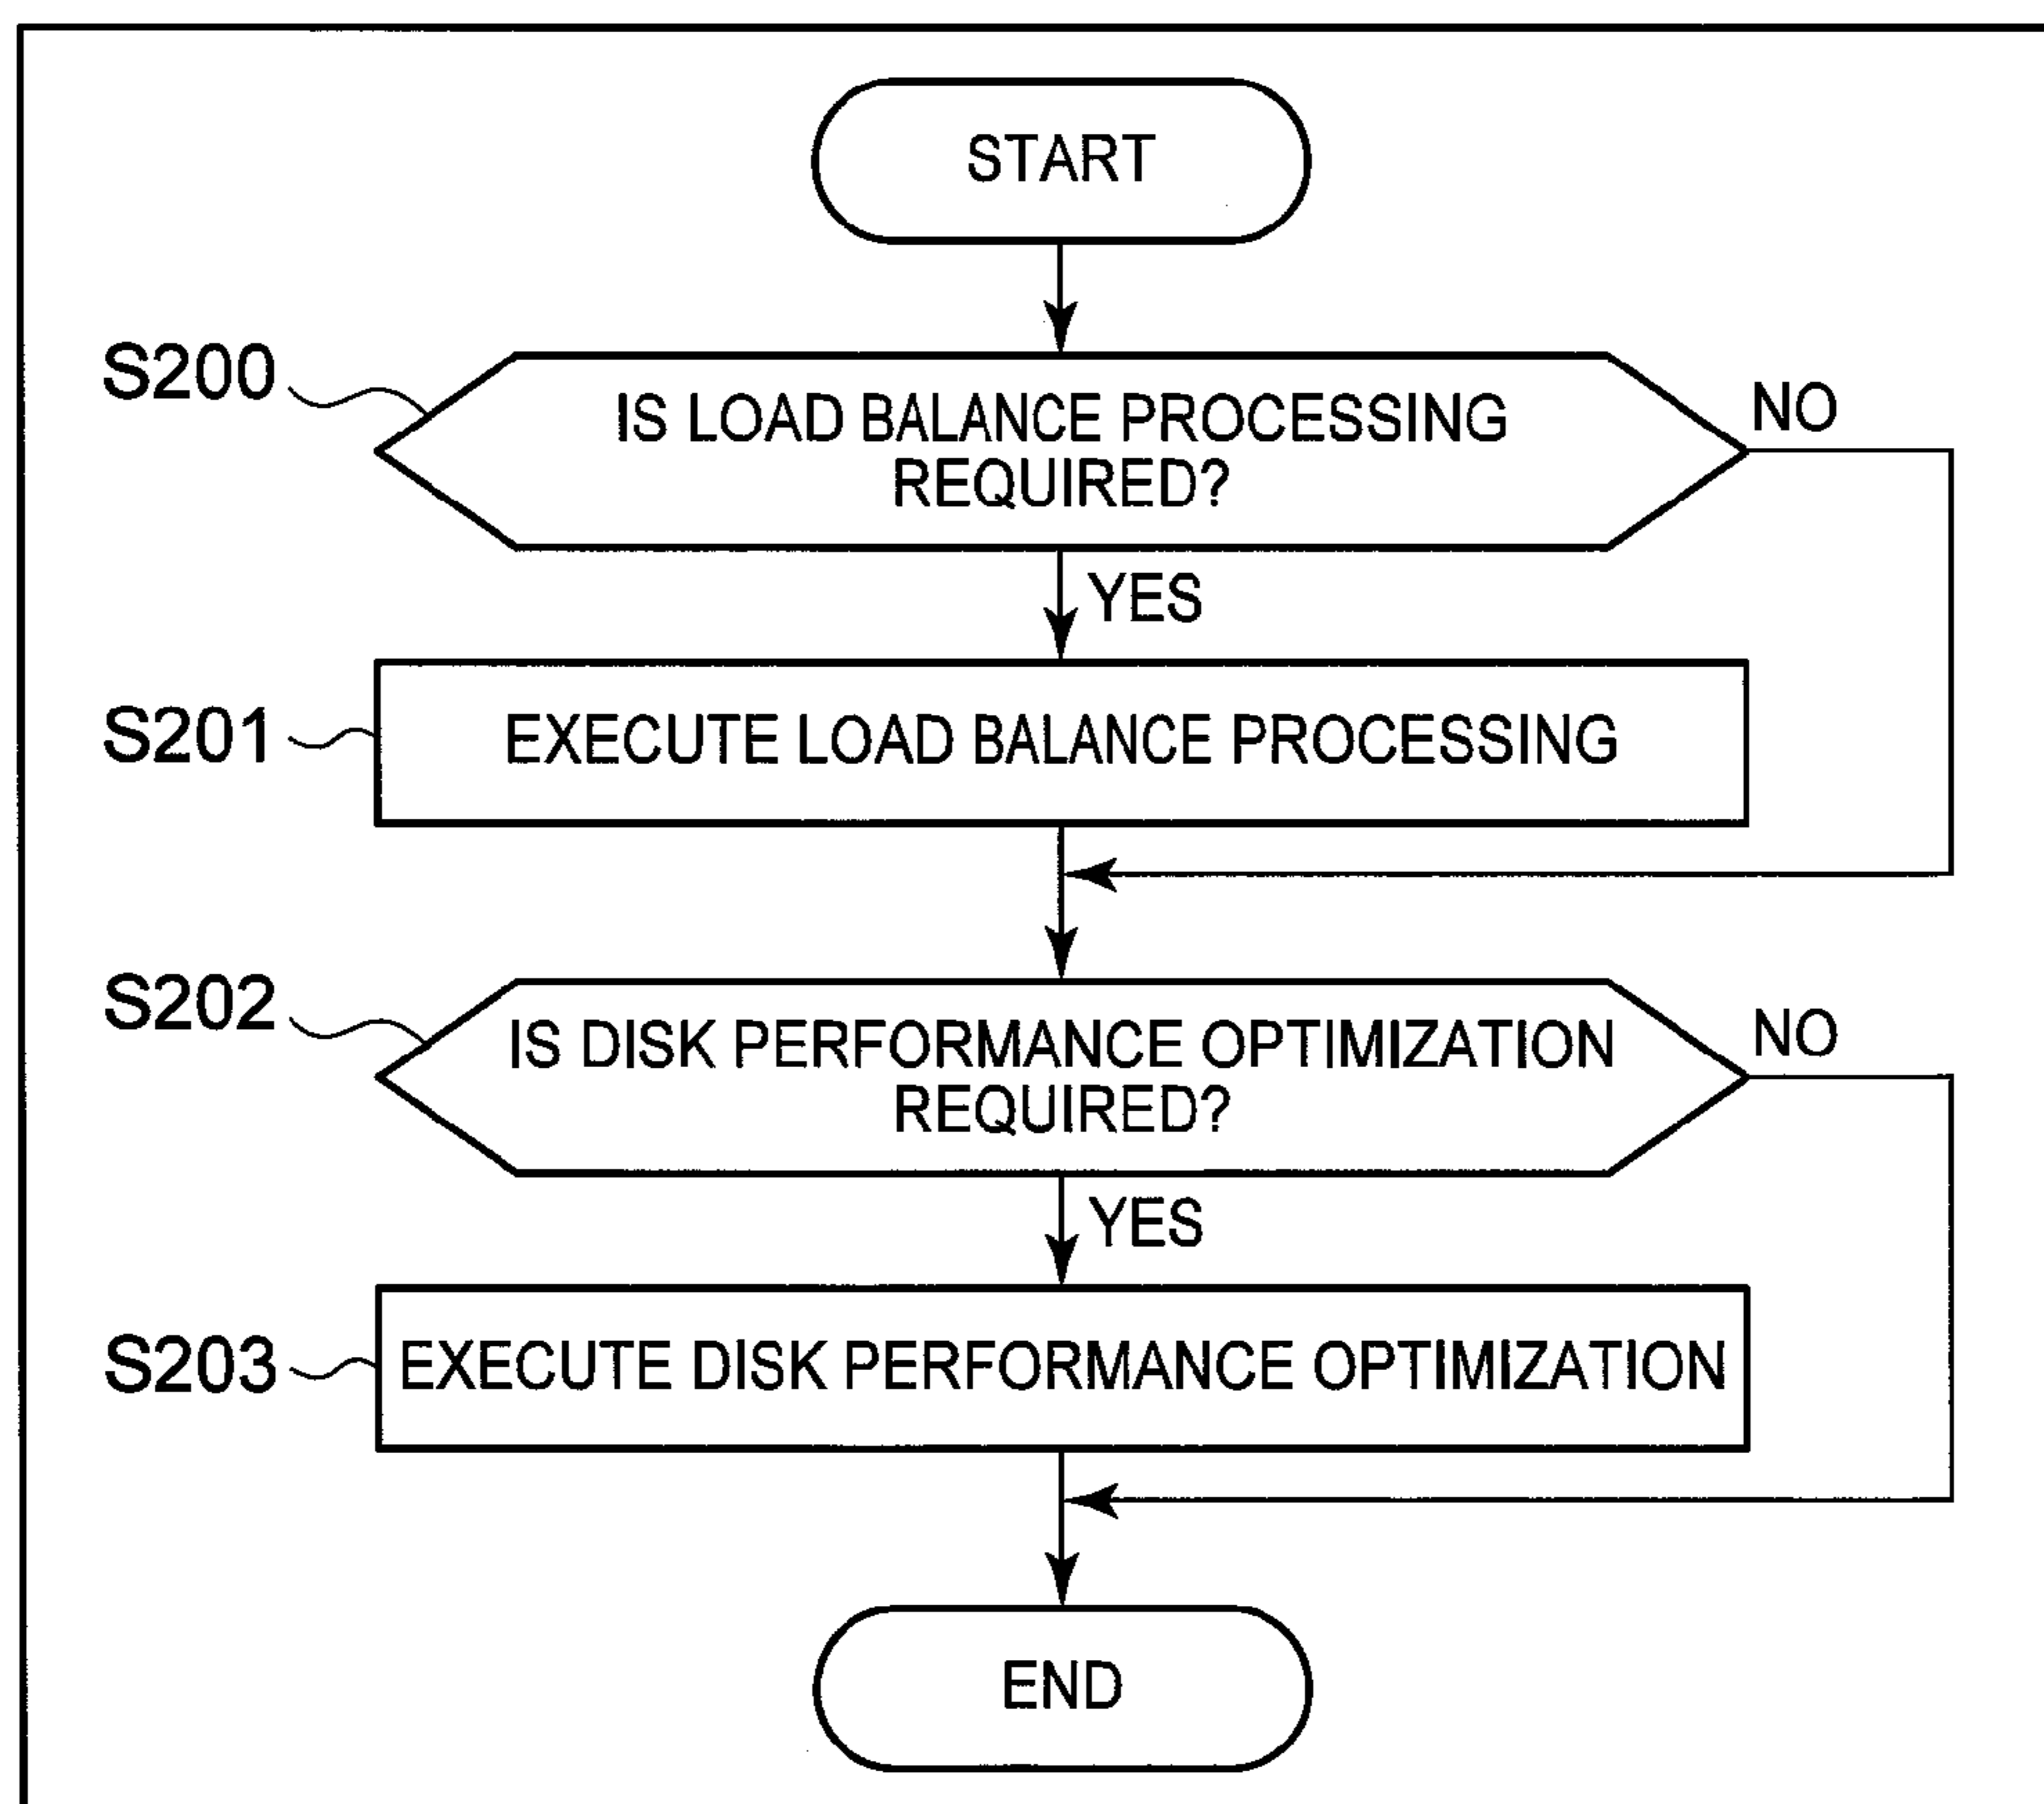 START
S200
IS LOAD BALANCE PROCESSING
REQUIRED?
NO
YES
S201
EXECUTE LOAD BALANCE PROCESSING
S202
IS DISK PERFORMANCE OPTIMIZATION
REQUIRED?
NO
YES
S203
EXECUTE DISK PERFORMANCE OPTIMIZATION
END